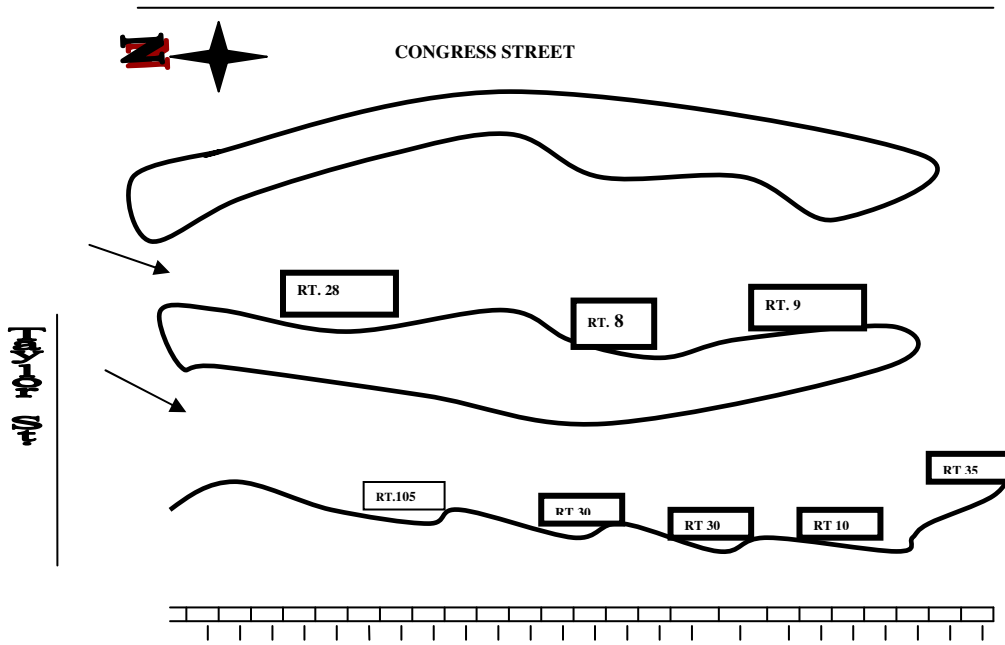 N
CONGRESS STREET
RT. 28
RT. 8
RT. 9
Taylor St
RT 35
RT.105
RT 30
RT 30
RT 10